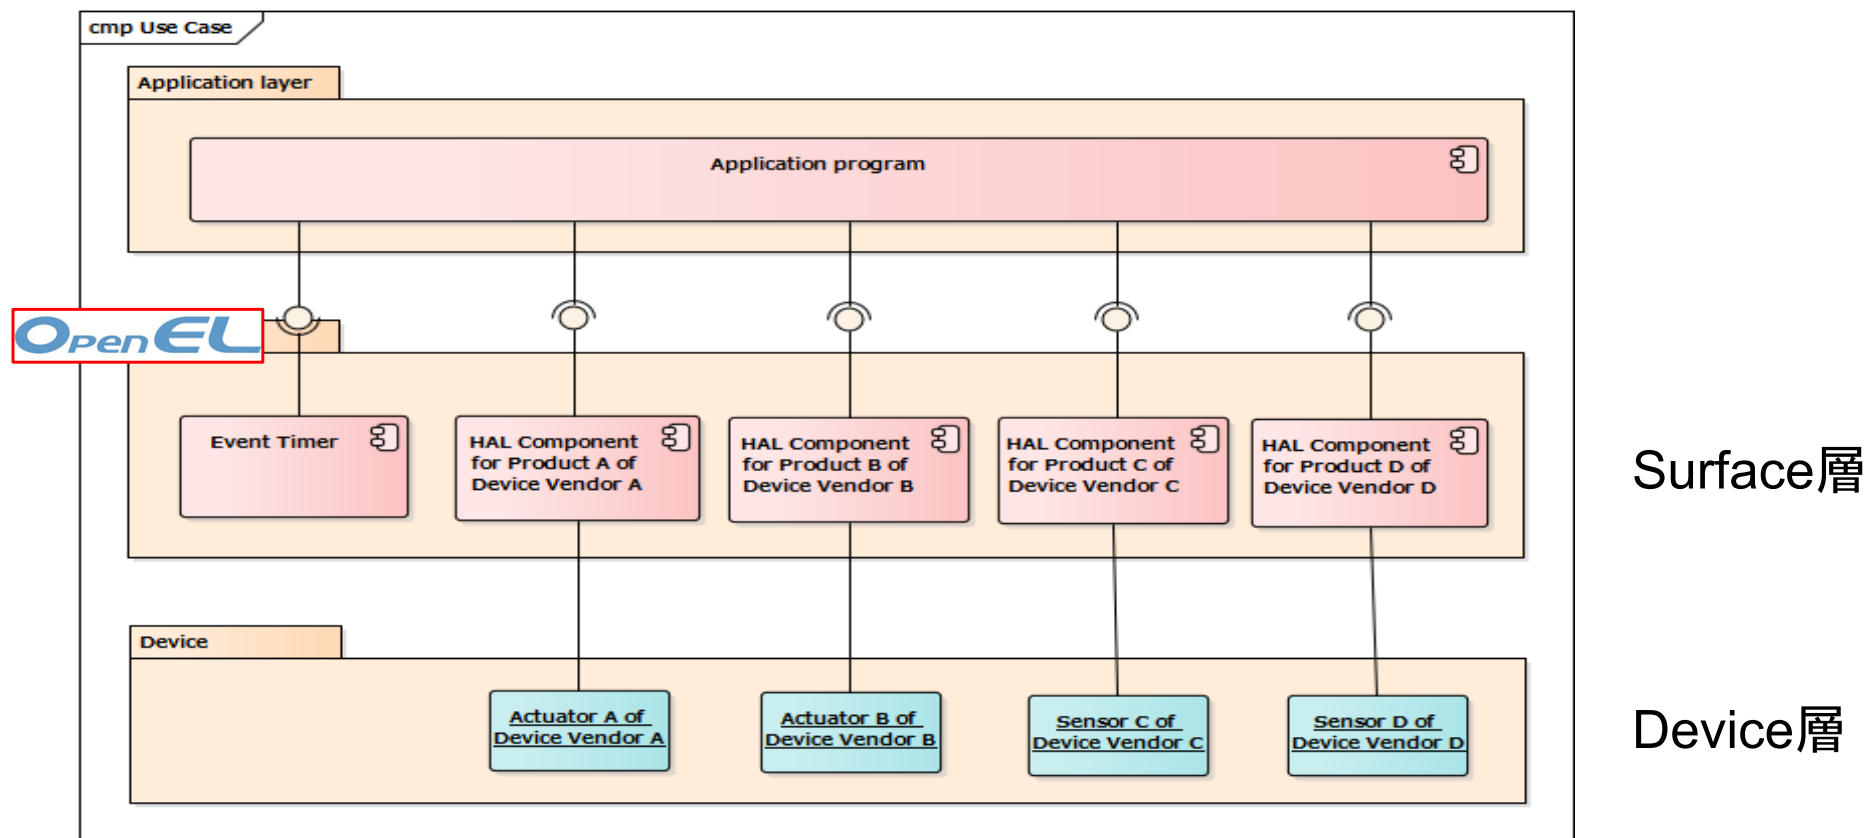 cmp Use Case
Application layer
Application program
OpenEL
Event Timer
HAL Component
for Product A of
Device Vendor A
HAL Component
for Product B of
Device Vendor B
HAL Component
for Product C of
Device Vendor C
HAL Component
for Product D of
Device Vendor D
Surface層
Device
Actuator A of
Device Vendor A
Actuator B of
Device Vendor B
Sensor C of
Device Vendor C
Sensor D of
Device Vendor D
Device層